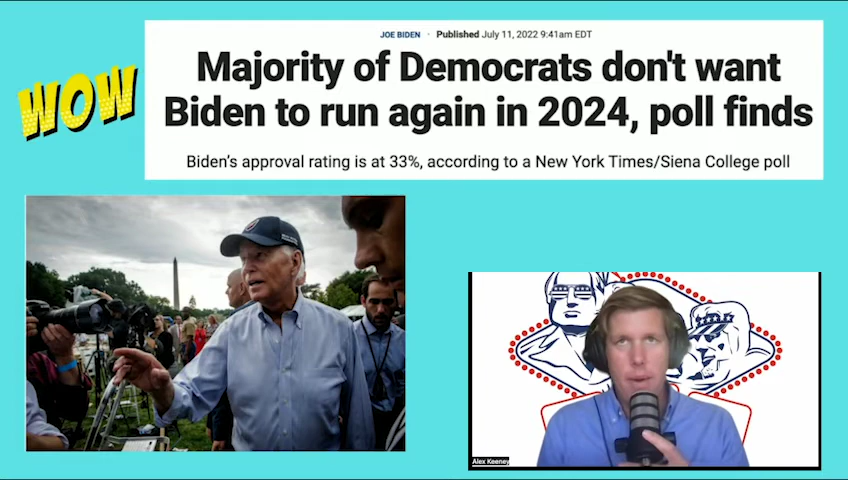 JOE BIDEN · Published July 11, 2022 9:41am EDT
Majority of Democrats don't want
Biden to run again in 2024, poll finds
Biden's approval rating is at 33%, according to a New York Times/Siena College poll
WOW
Alex Keeney